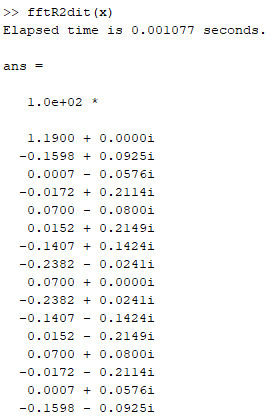 >> fftR2dit(x)
Elapsed time is 0.001077 seconds.
ans =
1.0e+02 *
1.1900 + 0.0000i
-0.1598 + 0.0925i
0.0007 - 0.0576i
-0.0172 + 0.2114i
0.0700 - 0.0800i
0.0152 + 0.2149i
-0.1407 + 0.1424i
-0.2382 - 0.0241i
0.0700 + 0.0000i
-0.2382 + 0.0241i
-0.1407 - 0.1424i
0.0152 - 0.2149i
0.0700 + 0.0800i
-0.0172 - 0.2114i
0.0007 + 0.0576i
-0.1598 - 0.0925i